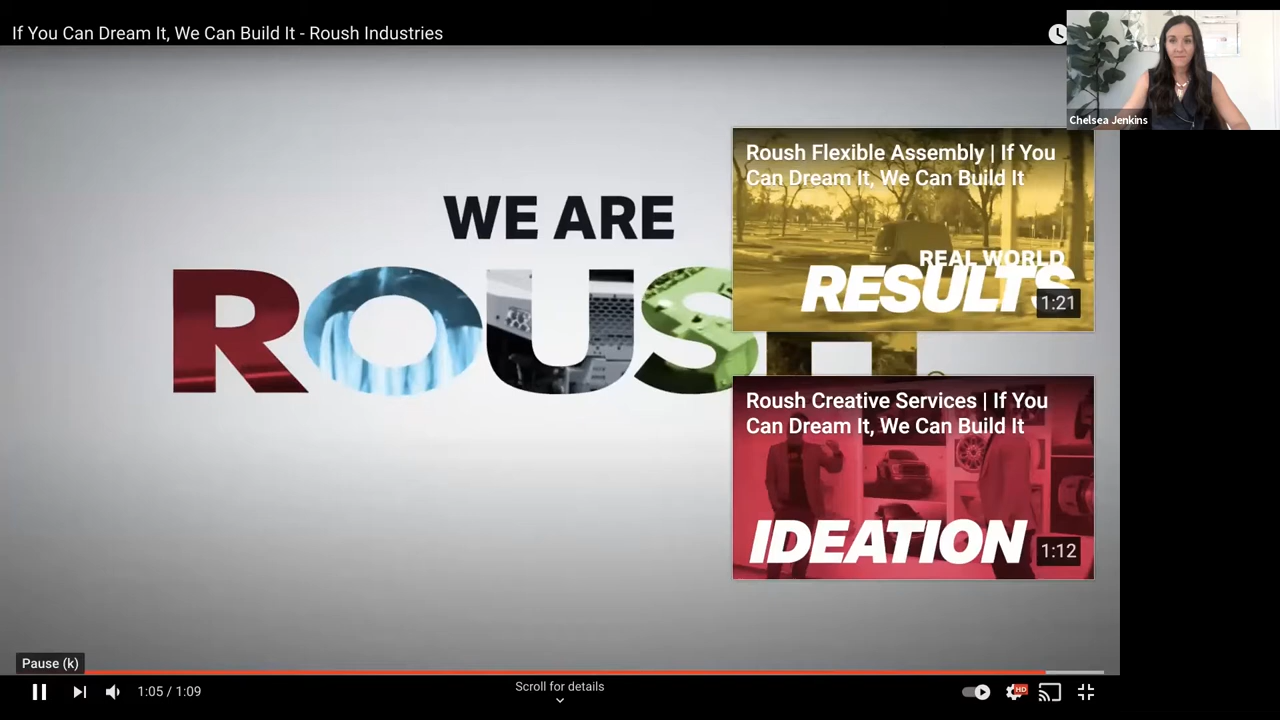 If You Can Dream It, We Can Build It - Roush Industries
Chelsea Jenkins
WE ARE
ROUSH
Roush Flexible Assembly | If You
Can Dream It, We Can Build It
REAL WORLD
RESULTS
1:21
Roush Creative Services | If You
Can Dream It, We Can Build It
IDEATION
1:12
Pause (k)
1:05 / 1:09
Scroll for details
HD